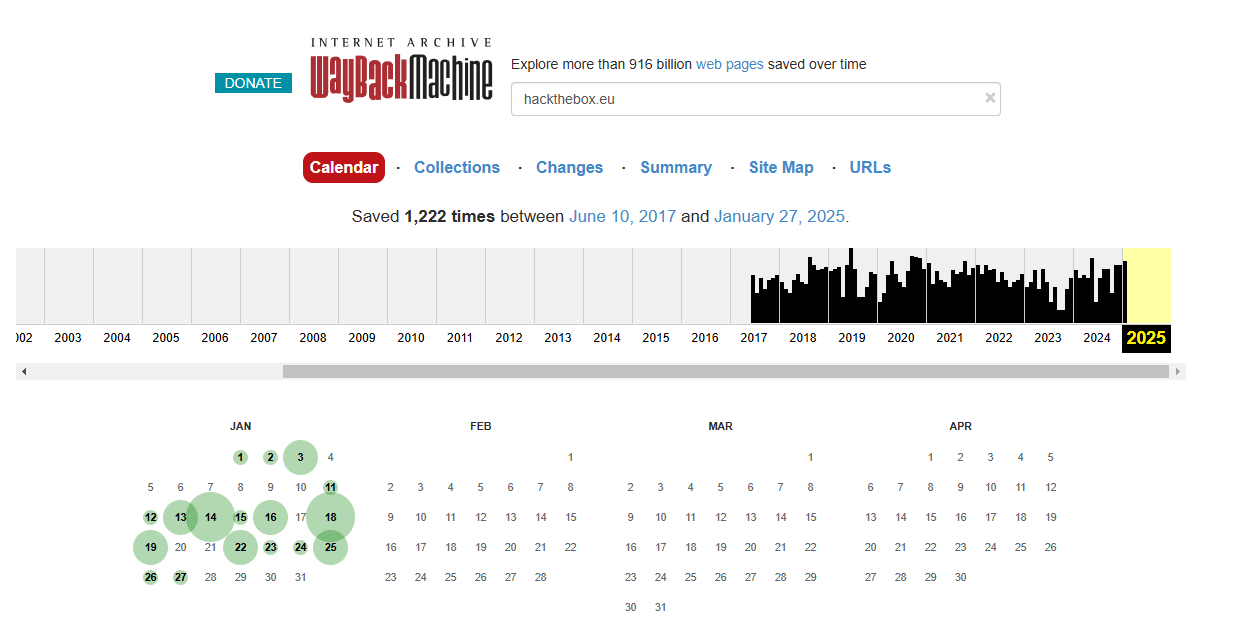 INTERNET ARCHIVE
DONATE
WayBackMachine
Explore more than 916 billion web pages saved over time
hackthebox.eu ×
Calendar · Collections · Changes · Summary · Site Map · URLs
Saved 1,222 times between June 10, 2017 and January 27, 2025.
002 2003 2004 2005 2006 2007 2008 2009 2010 2011 2012 2013 2014 2015 2016 2017 2018 2019 2020 2021 2022 2023 2024 2025
JAN
1 2 3 4
5 6 7 8 9 10 11
12 13 14 15 16 17 18
19 20 21 22 23 24 25
26 27 28 29 30 31
FEB
1
2 3 4 5 6 7 8
9 10 11 12 13 14 15
16 17 18 19 20 21 22
23 24 25 26 27 28
MAR
1
2 3 4 5 6 7 8
9 10 11 12 13 14 15
16 17 18 19 20 21 22
23 24 25 26 27 28 29
30 31
APR
1 2 3 4 5
6 7 8 9 10 11 12
13 14 15 16 17 18 19
20 21 22 23 24 25 26
27 28 29 30